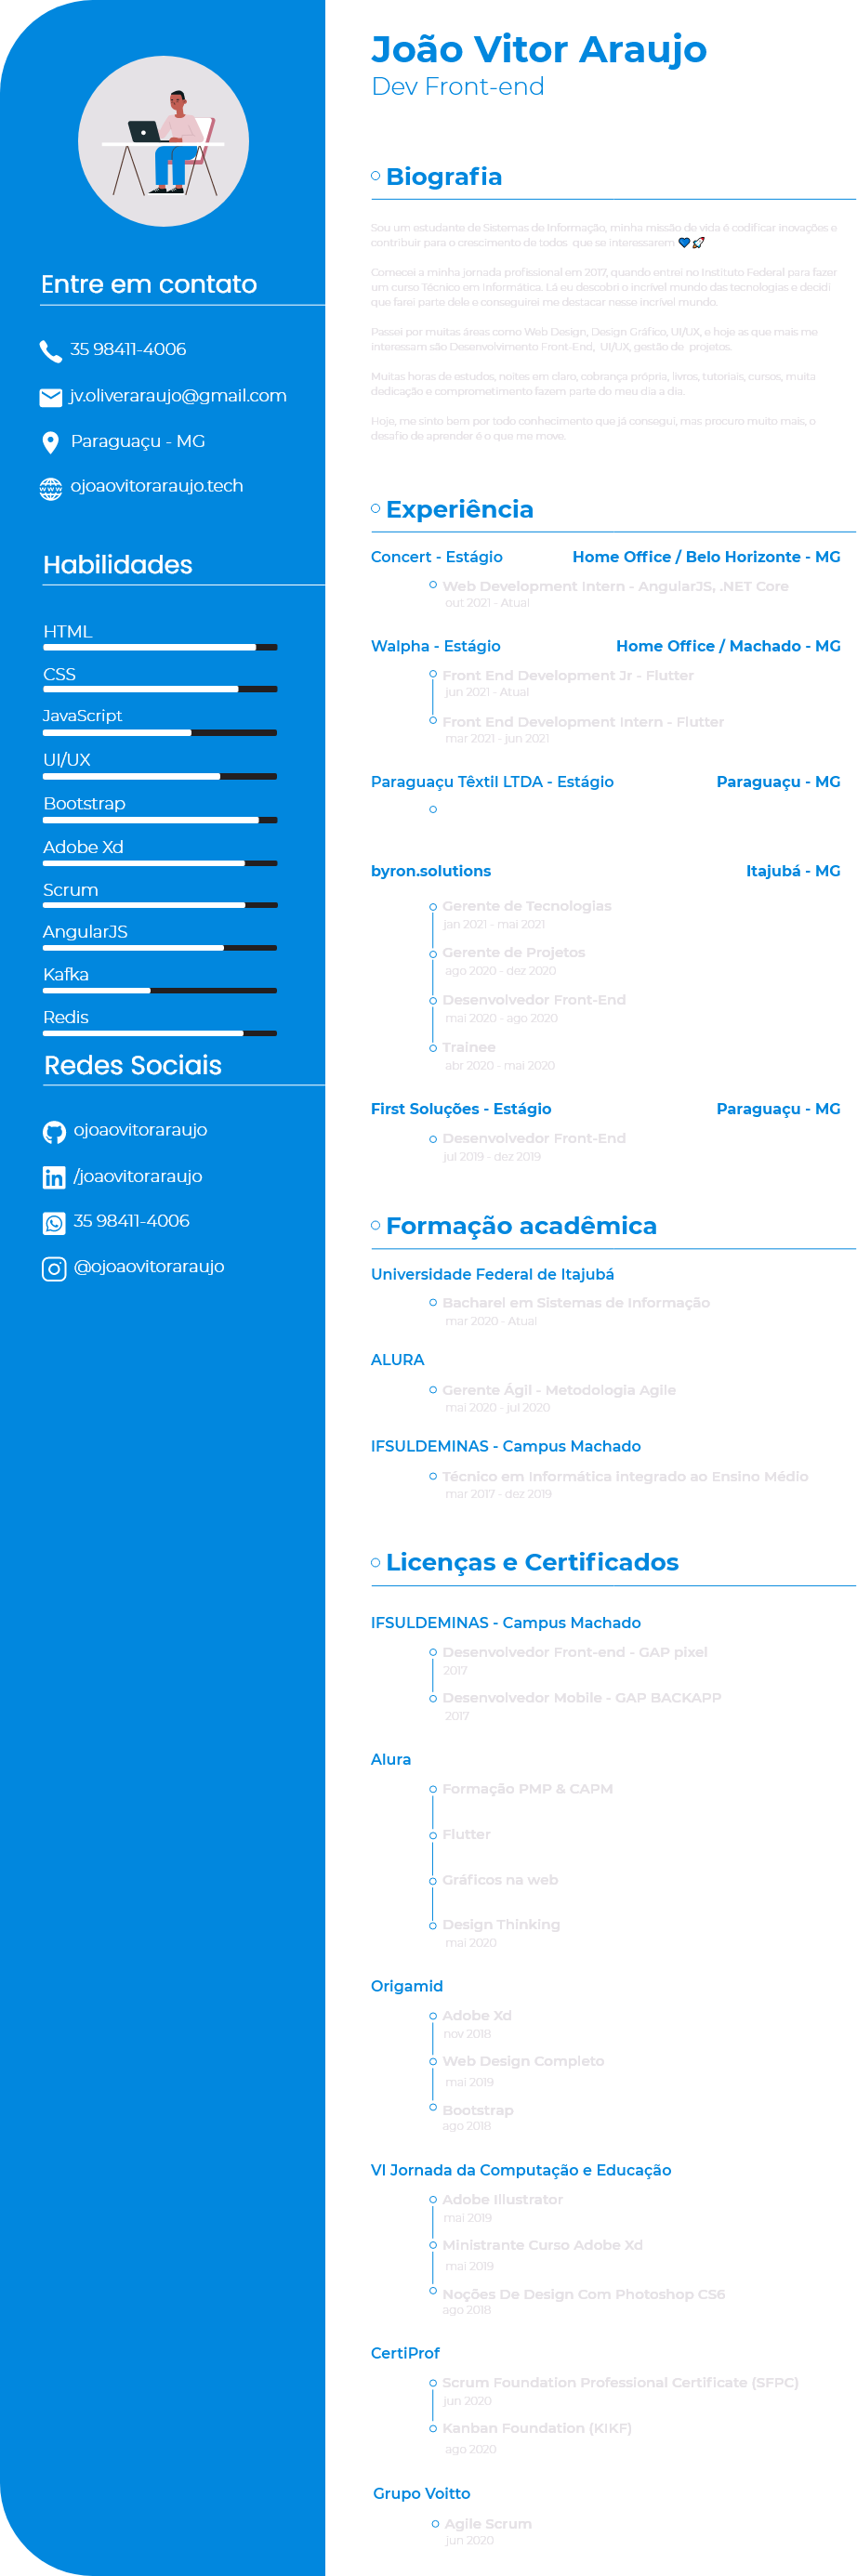 Entre em contato
35 98411-4006
jv.oliveraraujo@gmail.com
Paraguaçu - MG
ojoaovitoraraujo.tech
Habilidades
HTML
CSS
JavaScript
UI/UX
Bootstrap
Adobe Xd
Scrum
AngularJS
Kafka
Redis
Redes Sociais
ojoaovitoraraujo
/joaovitoraraujo
35 98411-4006
@ojoaovitoraraujo
João Vitor Araujo
Dev Front-end
Biografia
Sou um estudante de Sistemas de Informação, minha missão de vida é codificar inovações e
contribuir para o crescimento de todos que se interessarem 💙🚀
Comecei a minha jornada profissional em 2017, quando entrei no Instituto Federal para fazer
um curso Técnico em Informática. Lá eu descobri o incrível mundo das tecnologias e decidi
que farei parte dele e conseguirei me destacar nesse incrível mundo.
Passei por muitas áreas como Web Design, Design Gráfico, UI/UX, e hoje as que mais me
interessam são Desenvolvimento Front-End, UI/UX, gestão de projetos.
Muitas horas de estudos, noites em claro, cobrança própria, livros, tutoriais, cursos, muita
dedicação e comprometimento fazem parte do meu dia a dia.
Hoje, me sinto bem por todo conhecimento que já consegui, mas procuro muito mais, o
desafio de aprender é o que me move.
Experiência
Concert - Estágio Home Office / Belo Horizonte - MG
Web Development Intern - AngularJS, .NET Core
out 2021 - Atual
Walpha - Estágio Home Office / Machado - MG
Front End Development Jr - Flutter
jun 2021 - Atual
Front End Development Intern - Flutter
mar 2021 - jun 2021
Paraguaçu Têxtil LTDA - Estágio Paraguaçu - MG
byron.solutions Itajubá - MG
Gerente de Tecnologias
jan 2021 - mai 2021
Gerente de Projetos
ago 2020 - dez 2020
Desenvolvedor Front-End
mai 2020 - ago 2020
Trainee
abr 2020 - mai 2020
First Soluções - Estágio Paraguaçu - MG
Desenvolvedor Front-End
jul 2019 - dez 2019
Formação acadêmica
Universidade Federal de Itajubá
Bacharel em Sistemas de Informação
mar 2020 - Atual
ALURA
Gerente Ágil - Metodologia Agile
mai 2020 - jul 2020
IFSULDEMINAS - Campus Machado
Técnico em Informática integrado ao Ensino Médio
mar 2017 - dez 2019
Licenças e Certificados
IFSULDEMINAS - Campus Machado
Desenvolvedor Front-end - GAP pixel
2017
Desenvolvedor Mobile - GAP BACKAPP
2017
Alura
Formação PMP & CAPM
Flutter
Gráficos na web
Design Thinking
mai 2020
Origamid
Adobe Xd
nov 2018
Web Design Completo
mai 2019
Bootstrap
ago 2018
VI Jornada da Computação e Educação
Adobe Illustrator
mai 2019
Ministrante Curso Adobe Xd
mai 2019
Noções De Design Com Photoshop CS6
ago 2018
CertiProf
Scrum Foundation Professional Certificate (SFPC)
jun 2020
Kanban Foundation (KIKF)
ago 2020
Grupo Voitto
Agile Scrum
jun 2020